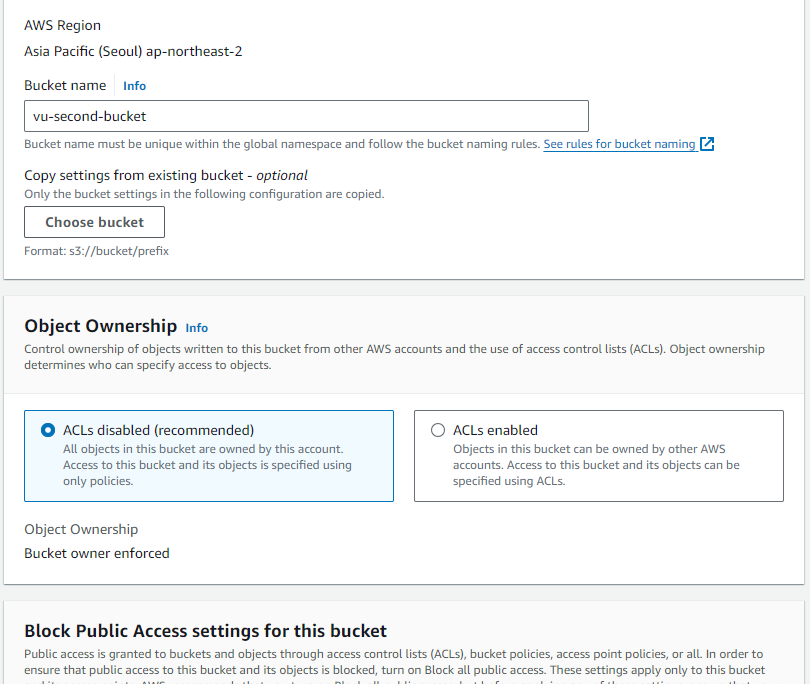 AWS Region
Asia Pacific (Seoul) ap-northeast-2
Bucket name Info
vu-second-bucket
Bucket name must be unique within the global namespace and follow the bucket naming rules. See rules for bucket naming
Copy settings from existing bucket - optional
Only the bucket settings in the following configuration are copied.
Choose bucket
Format: s3://bucket/prefix
Object Ownership Info
Control ownership of objects written to this bucket from other AWS accounts and the use of access control lists (ACLs). Object ownership
determines who can specify access to objects.
ACLs disabled (recommended)
All objects in this bucket are owned by this account.
Access to this bucket and its objects is specified using
only policies.
ACLs enabled
Objects in this bucket can be owned by other AWS
accounts. Access to this bucket and its objects can be
specified using ACLs.
Object Ownership
Bucket owner enforced
Block Public Access settings for this bucket
Public access is granted to buckets and objects through access control lists (ACLs), bucket policies, access point policies, or all. In order to
ensure that public access to this bucket and its objects is blocked, turn on Block all public access. These settings apply only to this bucket